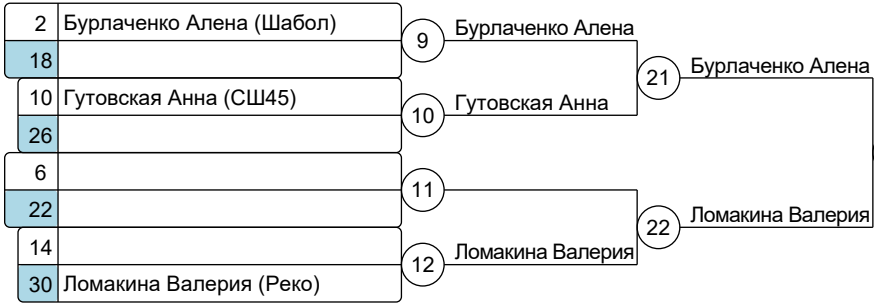 2 Бурлаченко Алена (Шабол)
18
9 Бурлаченко Алена
10 Гутовская Анна (СШ45)
26
10 Гутовская Анна
21 Бурлаченко Алена
6
22
11
14
30 Ломакина Валерия (Реко)
12 Ломакина Валерия
22 Ломакина Валерия